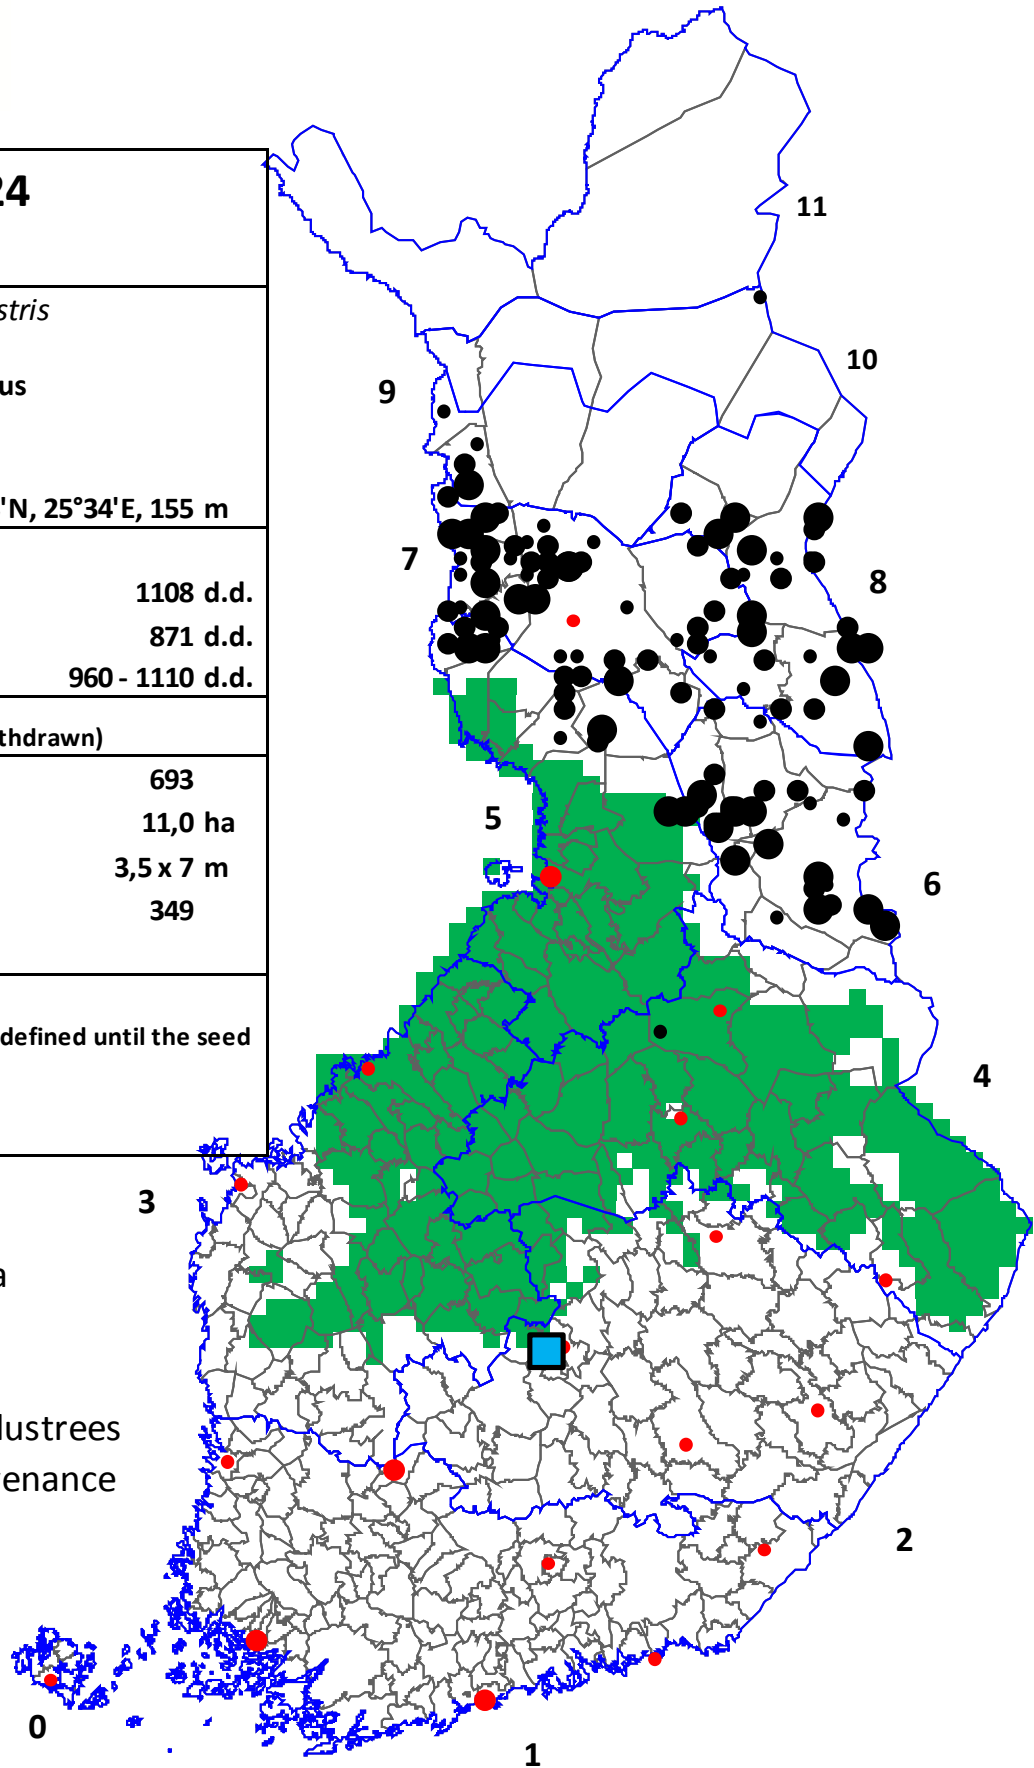 24
stris
us
'N, 25°34'E, 155 m
1108 d.d.
871 d.d.
960 - 1110 d.d.
thdrawn)
693
11,0 ha
3,5 x 7 m
349
defined until the seed
a
lustrees
venance
11
10
9
8
7
6
5
4
3
2
1
0